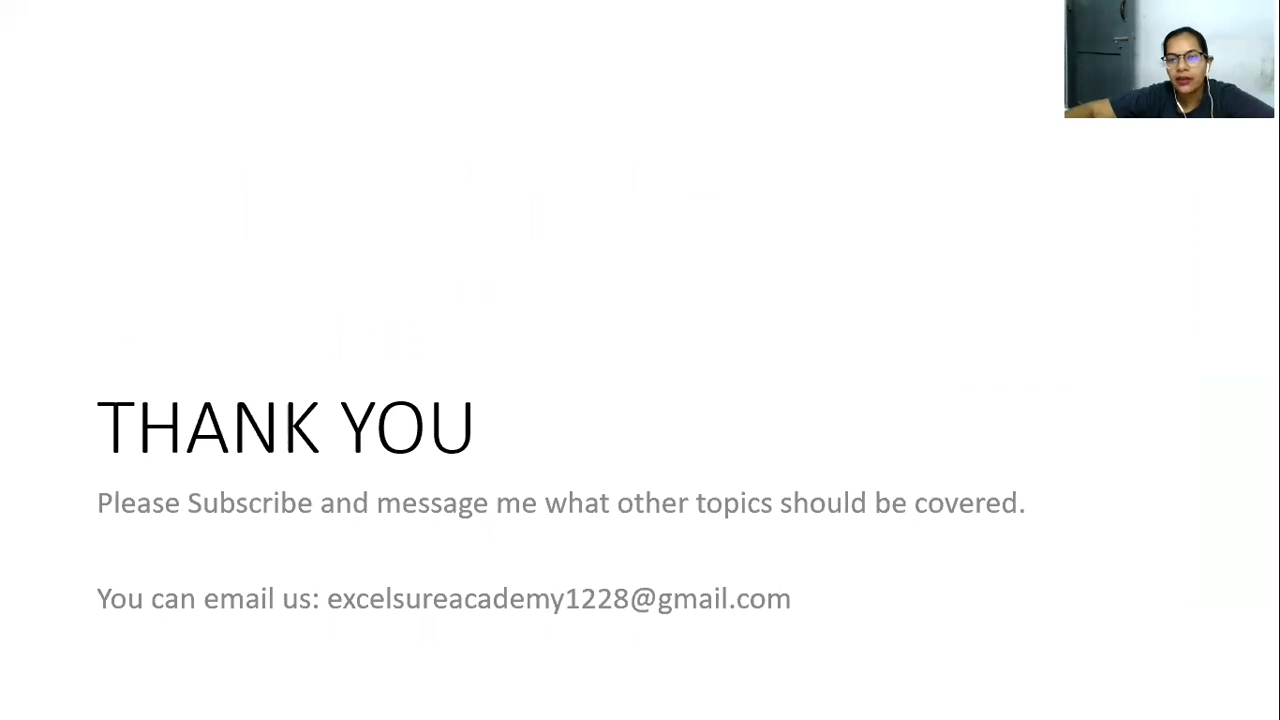 THANK YOU
Please Subscribe and message me what other topics should be covered.
You can email us: excelsureacademy1228@gmail.com